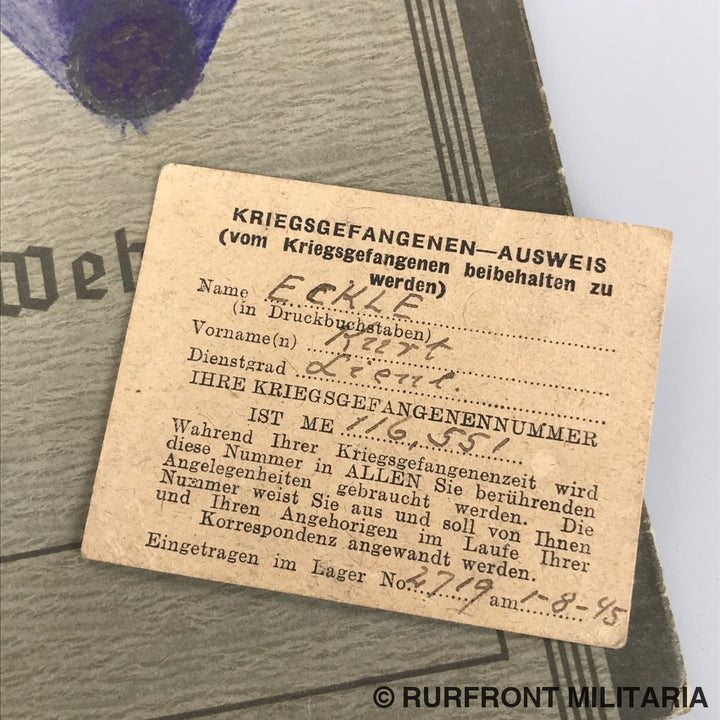 Weh
KRIEGSGEFANGENEN—AUSWEIS
(vom Kriegsgefangenen beibehalten zu
werden)
Name ECKLE
(in Druckbuchstaben)
Vorname(n) Kurt
Dienstgrad Lieut.
IHRE KRIEGSGEFANGENENNUMMER
IST ME 116,551
Wahrend Ihrer Kriegsgefangenenzeit wird
diese Nummer in ALLEN Sie berührenden
Angelegenheiten gebraucht werden. Die
Nummer weist Sie aus und soll von Ihnen
und Ihren Angehorigen im Laufe Ihrer
Korrespondenz angewandt werden.
Eingetragen im Lager No. 2719 am 1-8-45
© RURFRONT MILITARIA